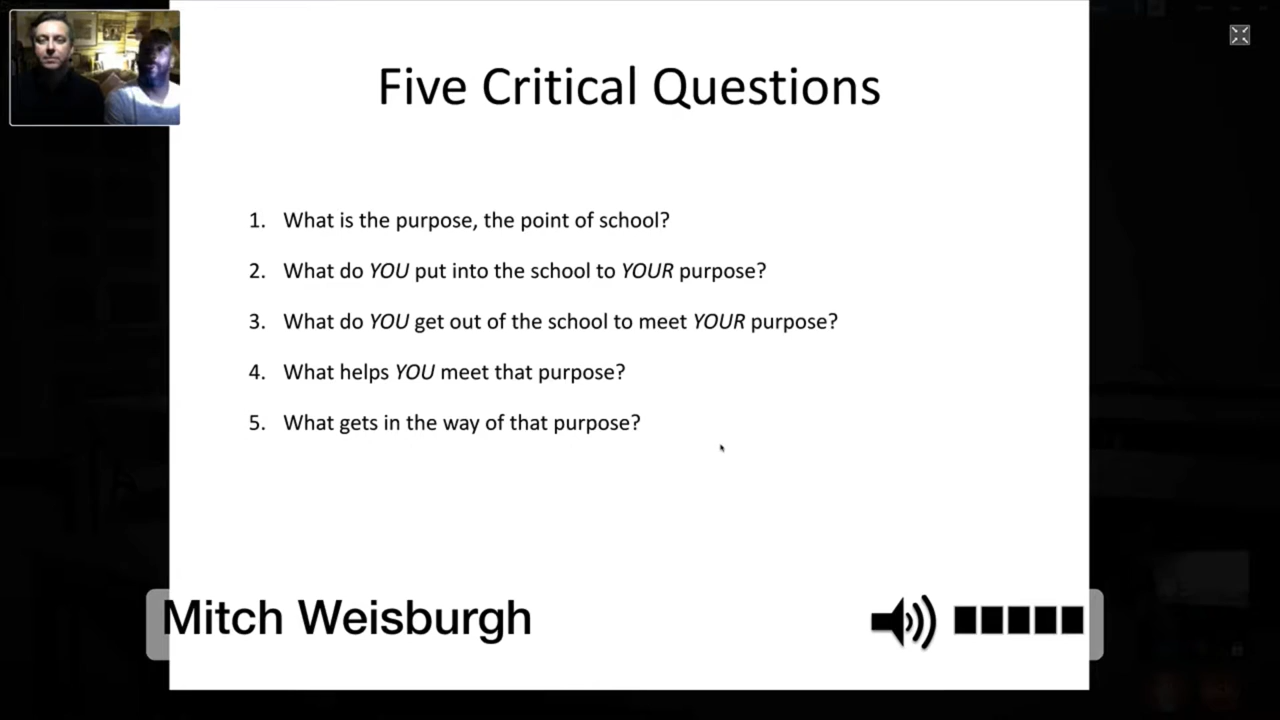 Five Critical Questions
1. What is the purpose, the point of school?
2. What do YOU put into the school to YOUR purpose?
3. What do YOU get out of the school to meet YOUR purpose?
4. What helps YOU meet that purpose?
5. What gets in the way of that purpose?
Mitch Weisburgh